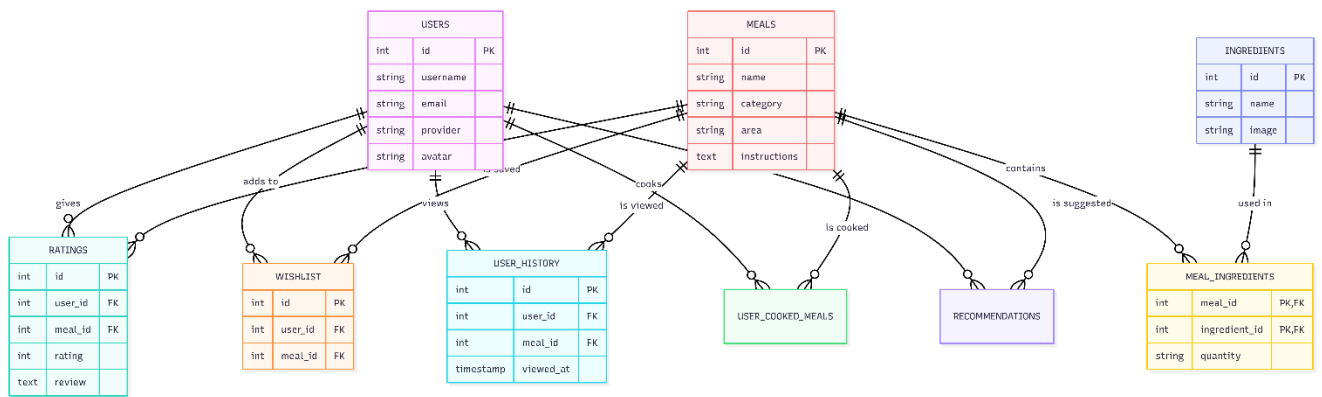 USERS
int id PK
string username
string email
string provider
string avatar
MEALS
int id PK
string name
string category
string area
text instructions
INGREDIENTS
int id PK
string name
string image
gives
adds to
is saved
views
cooks
is viewed
is cooked
contains
is suggested
used in
RATINGS
int id PK
int user_id FK
int meal_id FK
int rating
text review
WISHLIST
int id PK
int user_id FK
int meal_id FK
USER_HISTORY
int id PK
int user_id FK
int meal_id FK
timestamp viewed_at
USER_COOKED_MEALS
RECOMMENDATIONS
MEAL_INGREDIENTS
int meal_id PK,FK
int ingredient_id PK,FK
string quantity